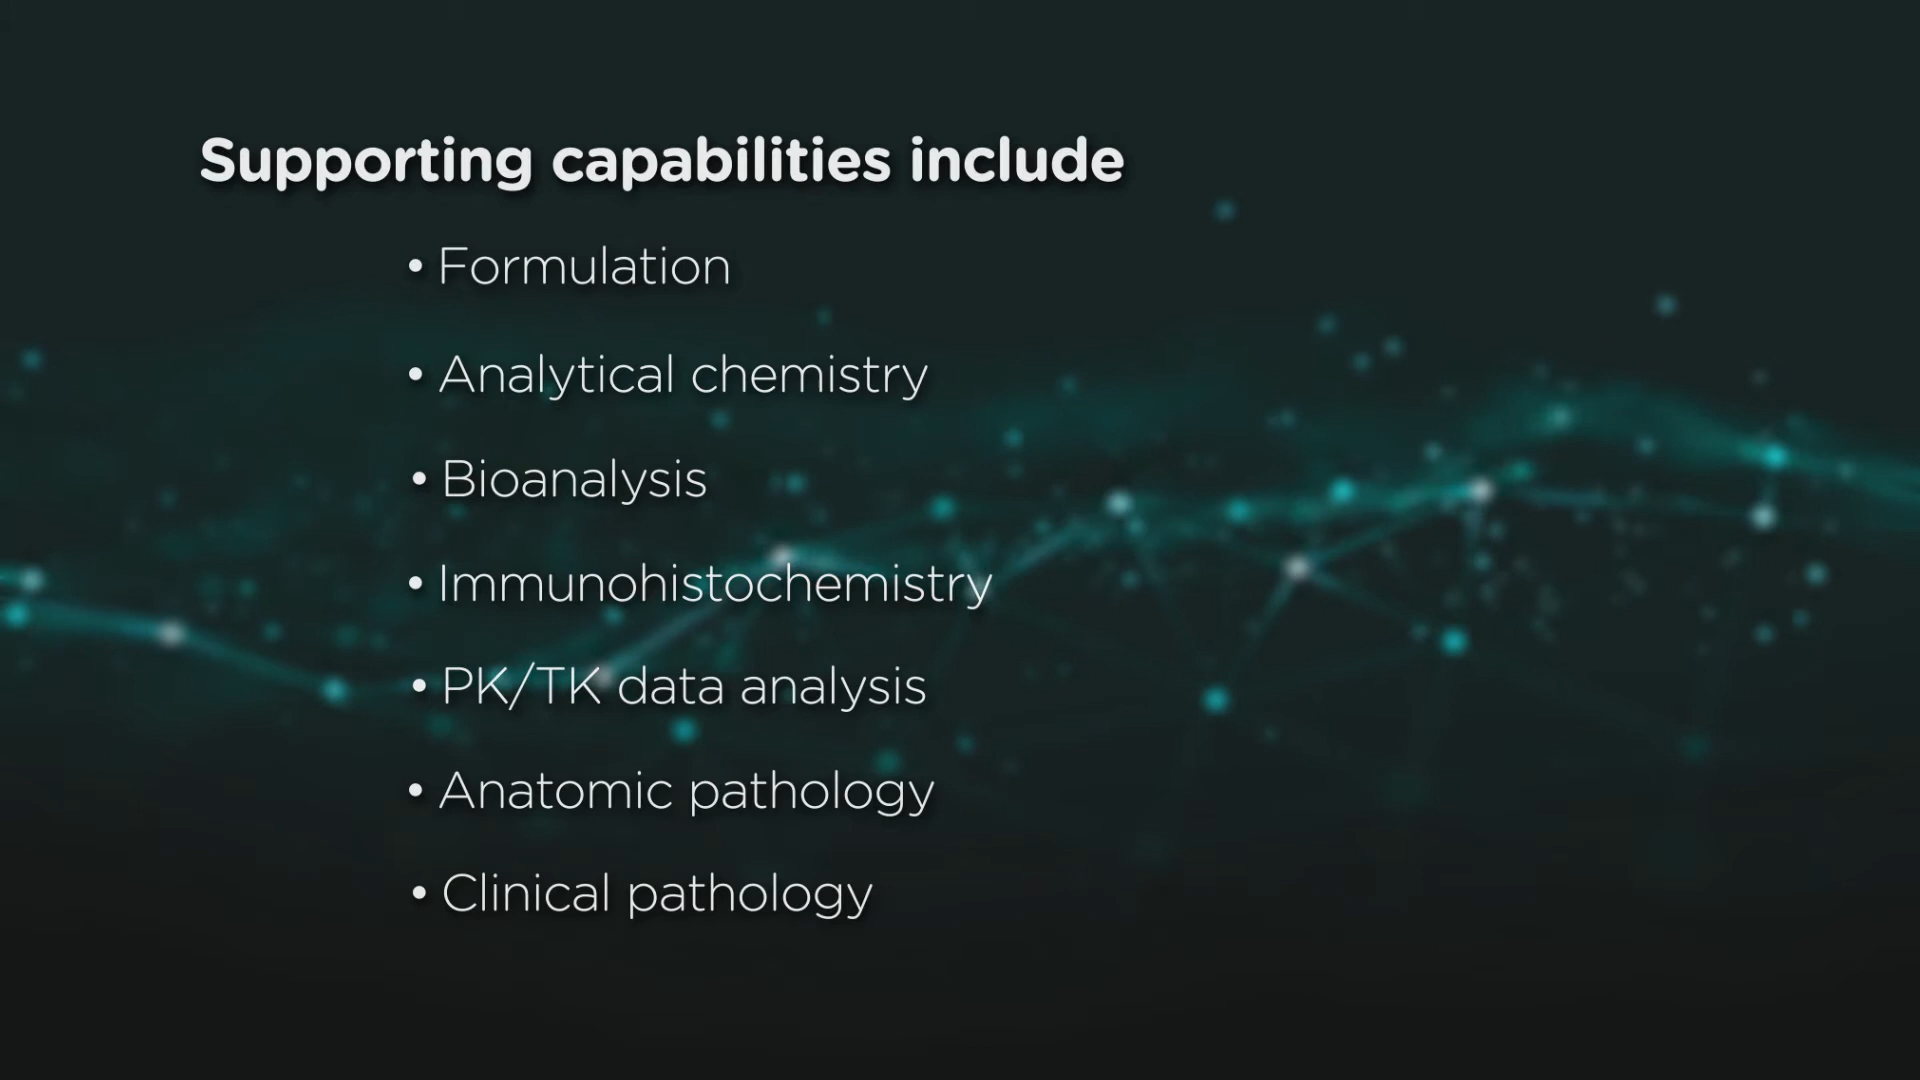 Supporting capabilities include
• Formulation
• Analytical chemistry
• Bioanalysis
• Immunohistochemistry
• PK/TK data analysis
• Anatomic pathology
• Clinical pathology